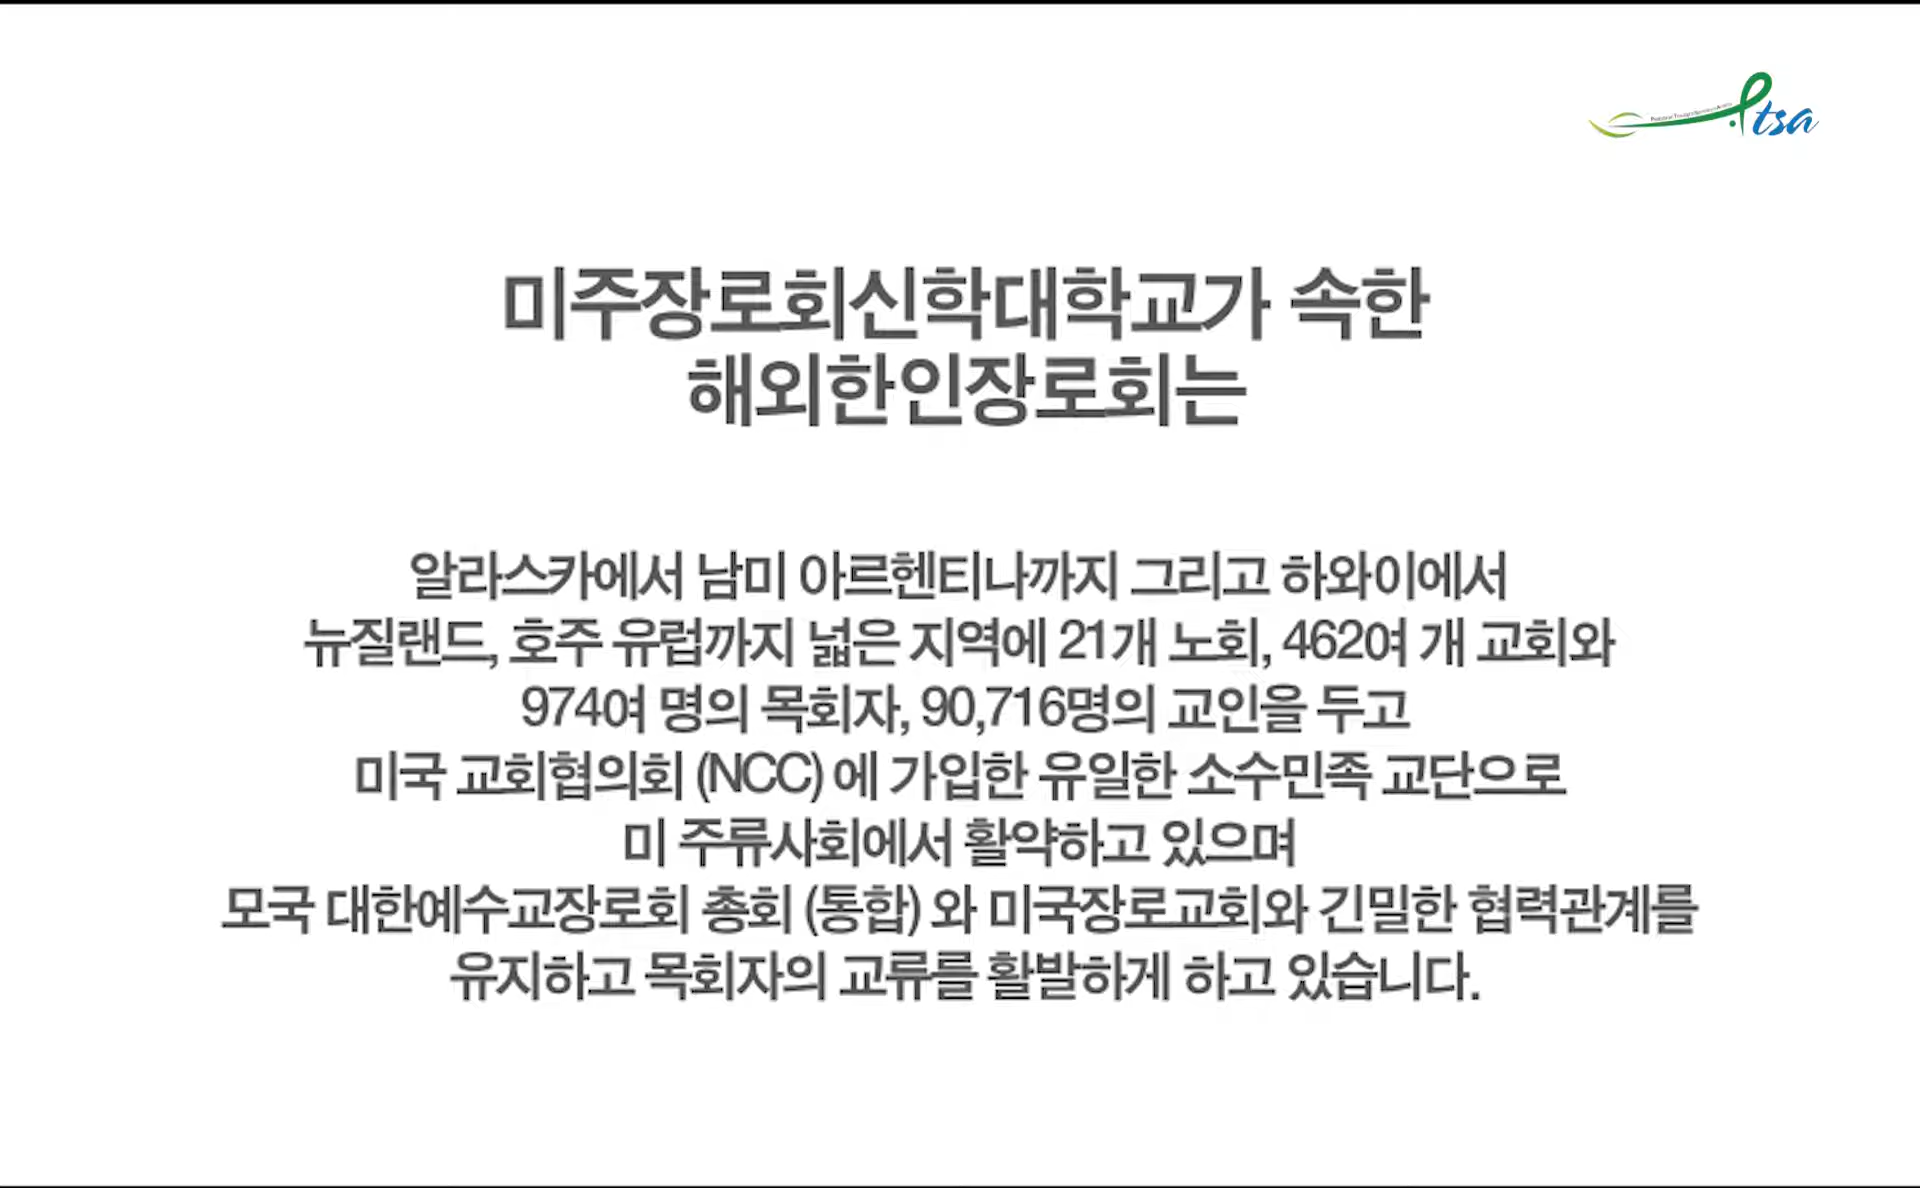 tsa
미주장로회신학대학교가 속한
해외한인장로회는
알라스카에서 남미 아르헨티나까지 그리고 하와이에서
뉴질랜드, 호주 유럽까지 넓은 지역에 21개 노회, 462여 개 교회와
974여 명의 목회자, 90,716명의 교인을 두고
미국 교회협의회 (NCC) 에 가입한 유일한 소수민족 교단으로
미 주류사회에서 활약하고 있으며
모국 대한예수교장로회 총회 (통합) 와 미국장로교회와 긴밀한 협력관계를
유지하고 목회자의 교류를 활발하게 하고 있습니다.